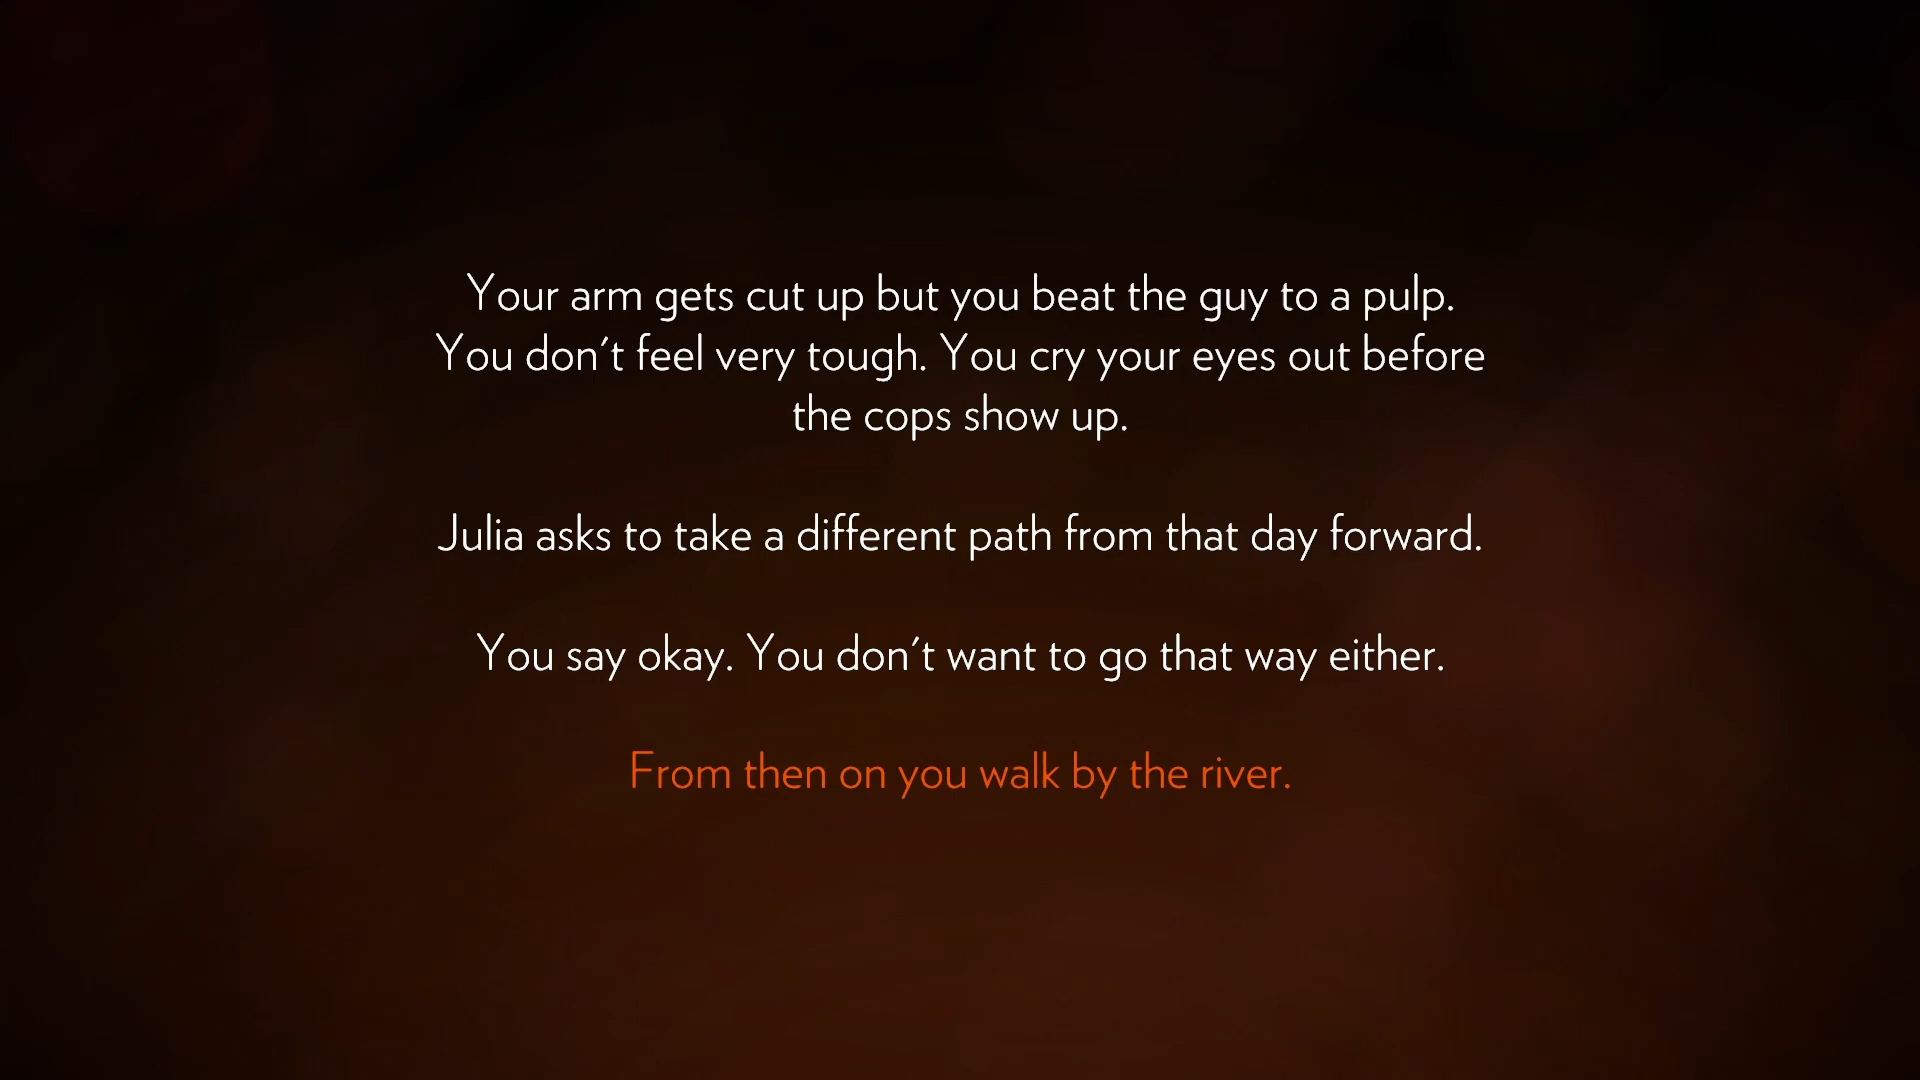 Your arm gets cut up but you beat the guy to a pulp.
You don't feel very tough. You cry your eyes out before
the cops show up.
Julia asks to take a different path from that day forward.
You say okay. You don't want to go that way either.
From then on you walk by the river.